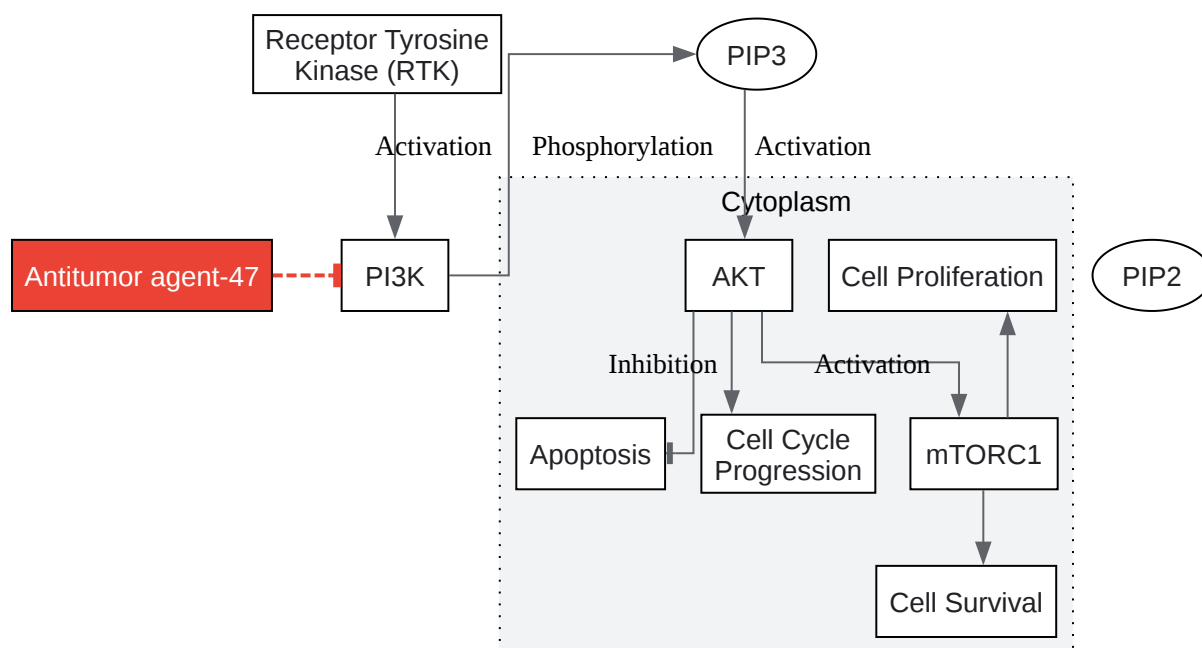 Receptor Tyrosine
Kinase (RTK)
PIP3
Activation
Phosphorylation
Activation
Cytoplasm
Antitumor agent-47
PI3K
AKT
Cell Proliferation
PIP2
Inhibition
Activation
Apoptosis
Cell Cycle
Progression
mTORC1
Cell Survival